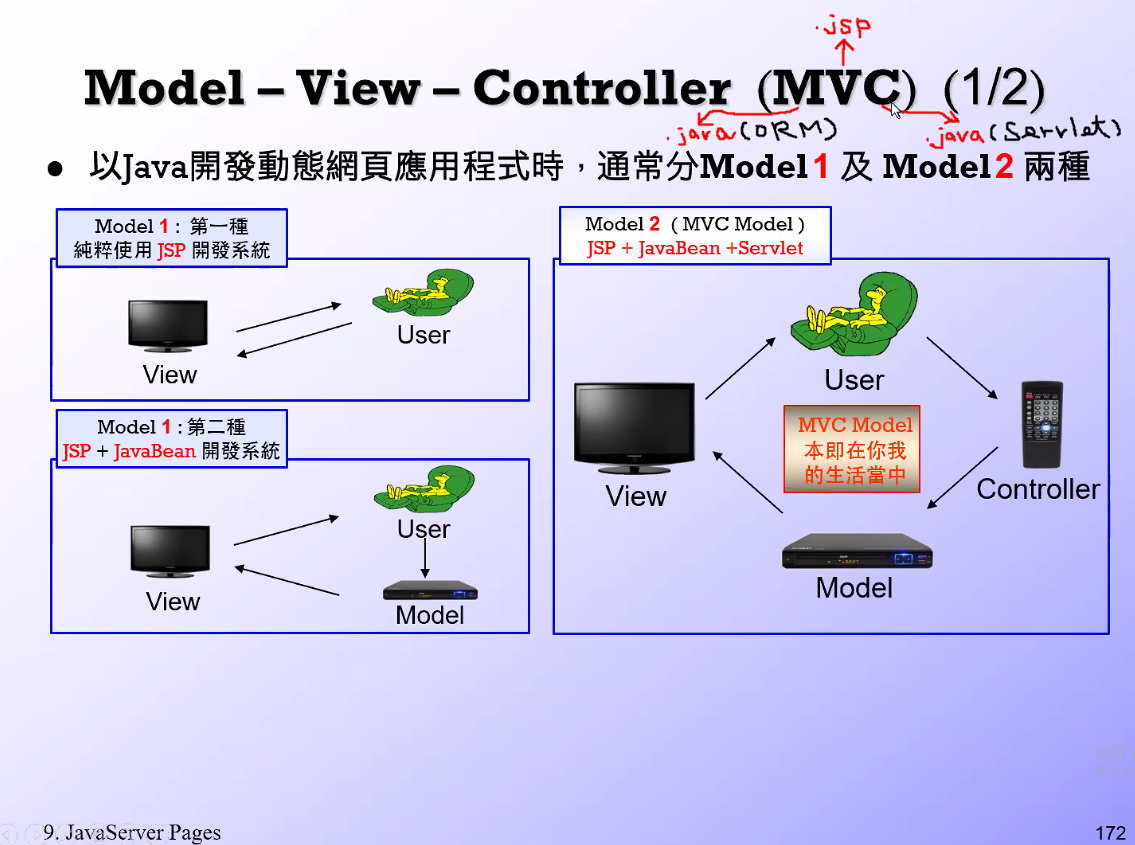 .jsp
Model – View – Controller (MVC) (1/2)
.java (ORM)
.java (Servlet)
● 以Java開發動態網頁應用程式時，通常分Model 1 及 Model 2 兩種
Model 1 : 第一種
純粹使用 JSP 開發系統
User
View
Model 1 : 第二種
JSP + JavaBean 開發系統
User
View
Model
Model 2 ( MVC Model )
JSP + JavaBean +Servlet
User
MVC Model
本即在你我
的生活當中
View
Controller
Model
9. JavaServer Pages
172